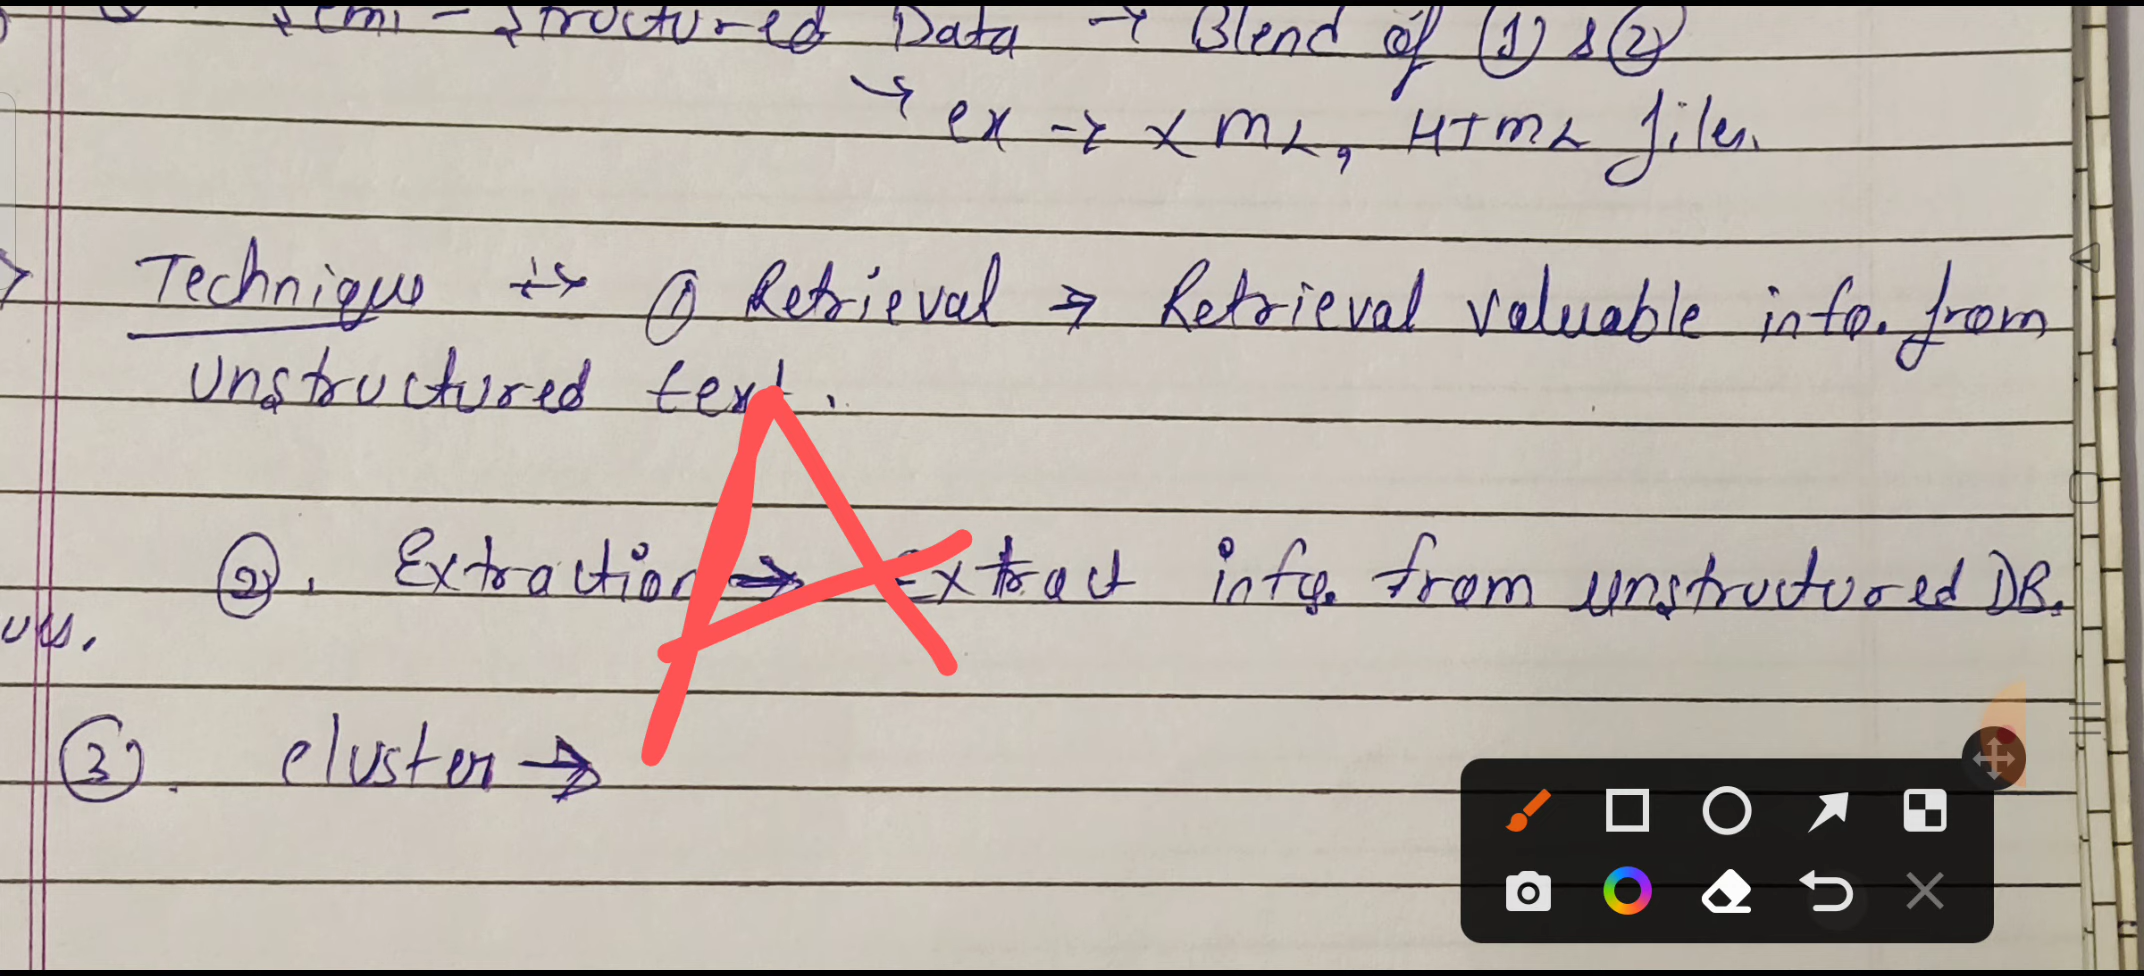 Semi-Structured Data → Blend of ① & ②
→ ex → XML, HTML files.
Technique → ① Retrieval → Retrieval valuable info. from
unstructured text.
②. Extraction → Extract info. from unstructured DB.
③. cluster →
A